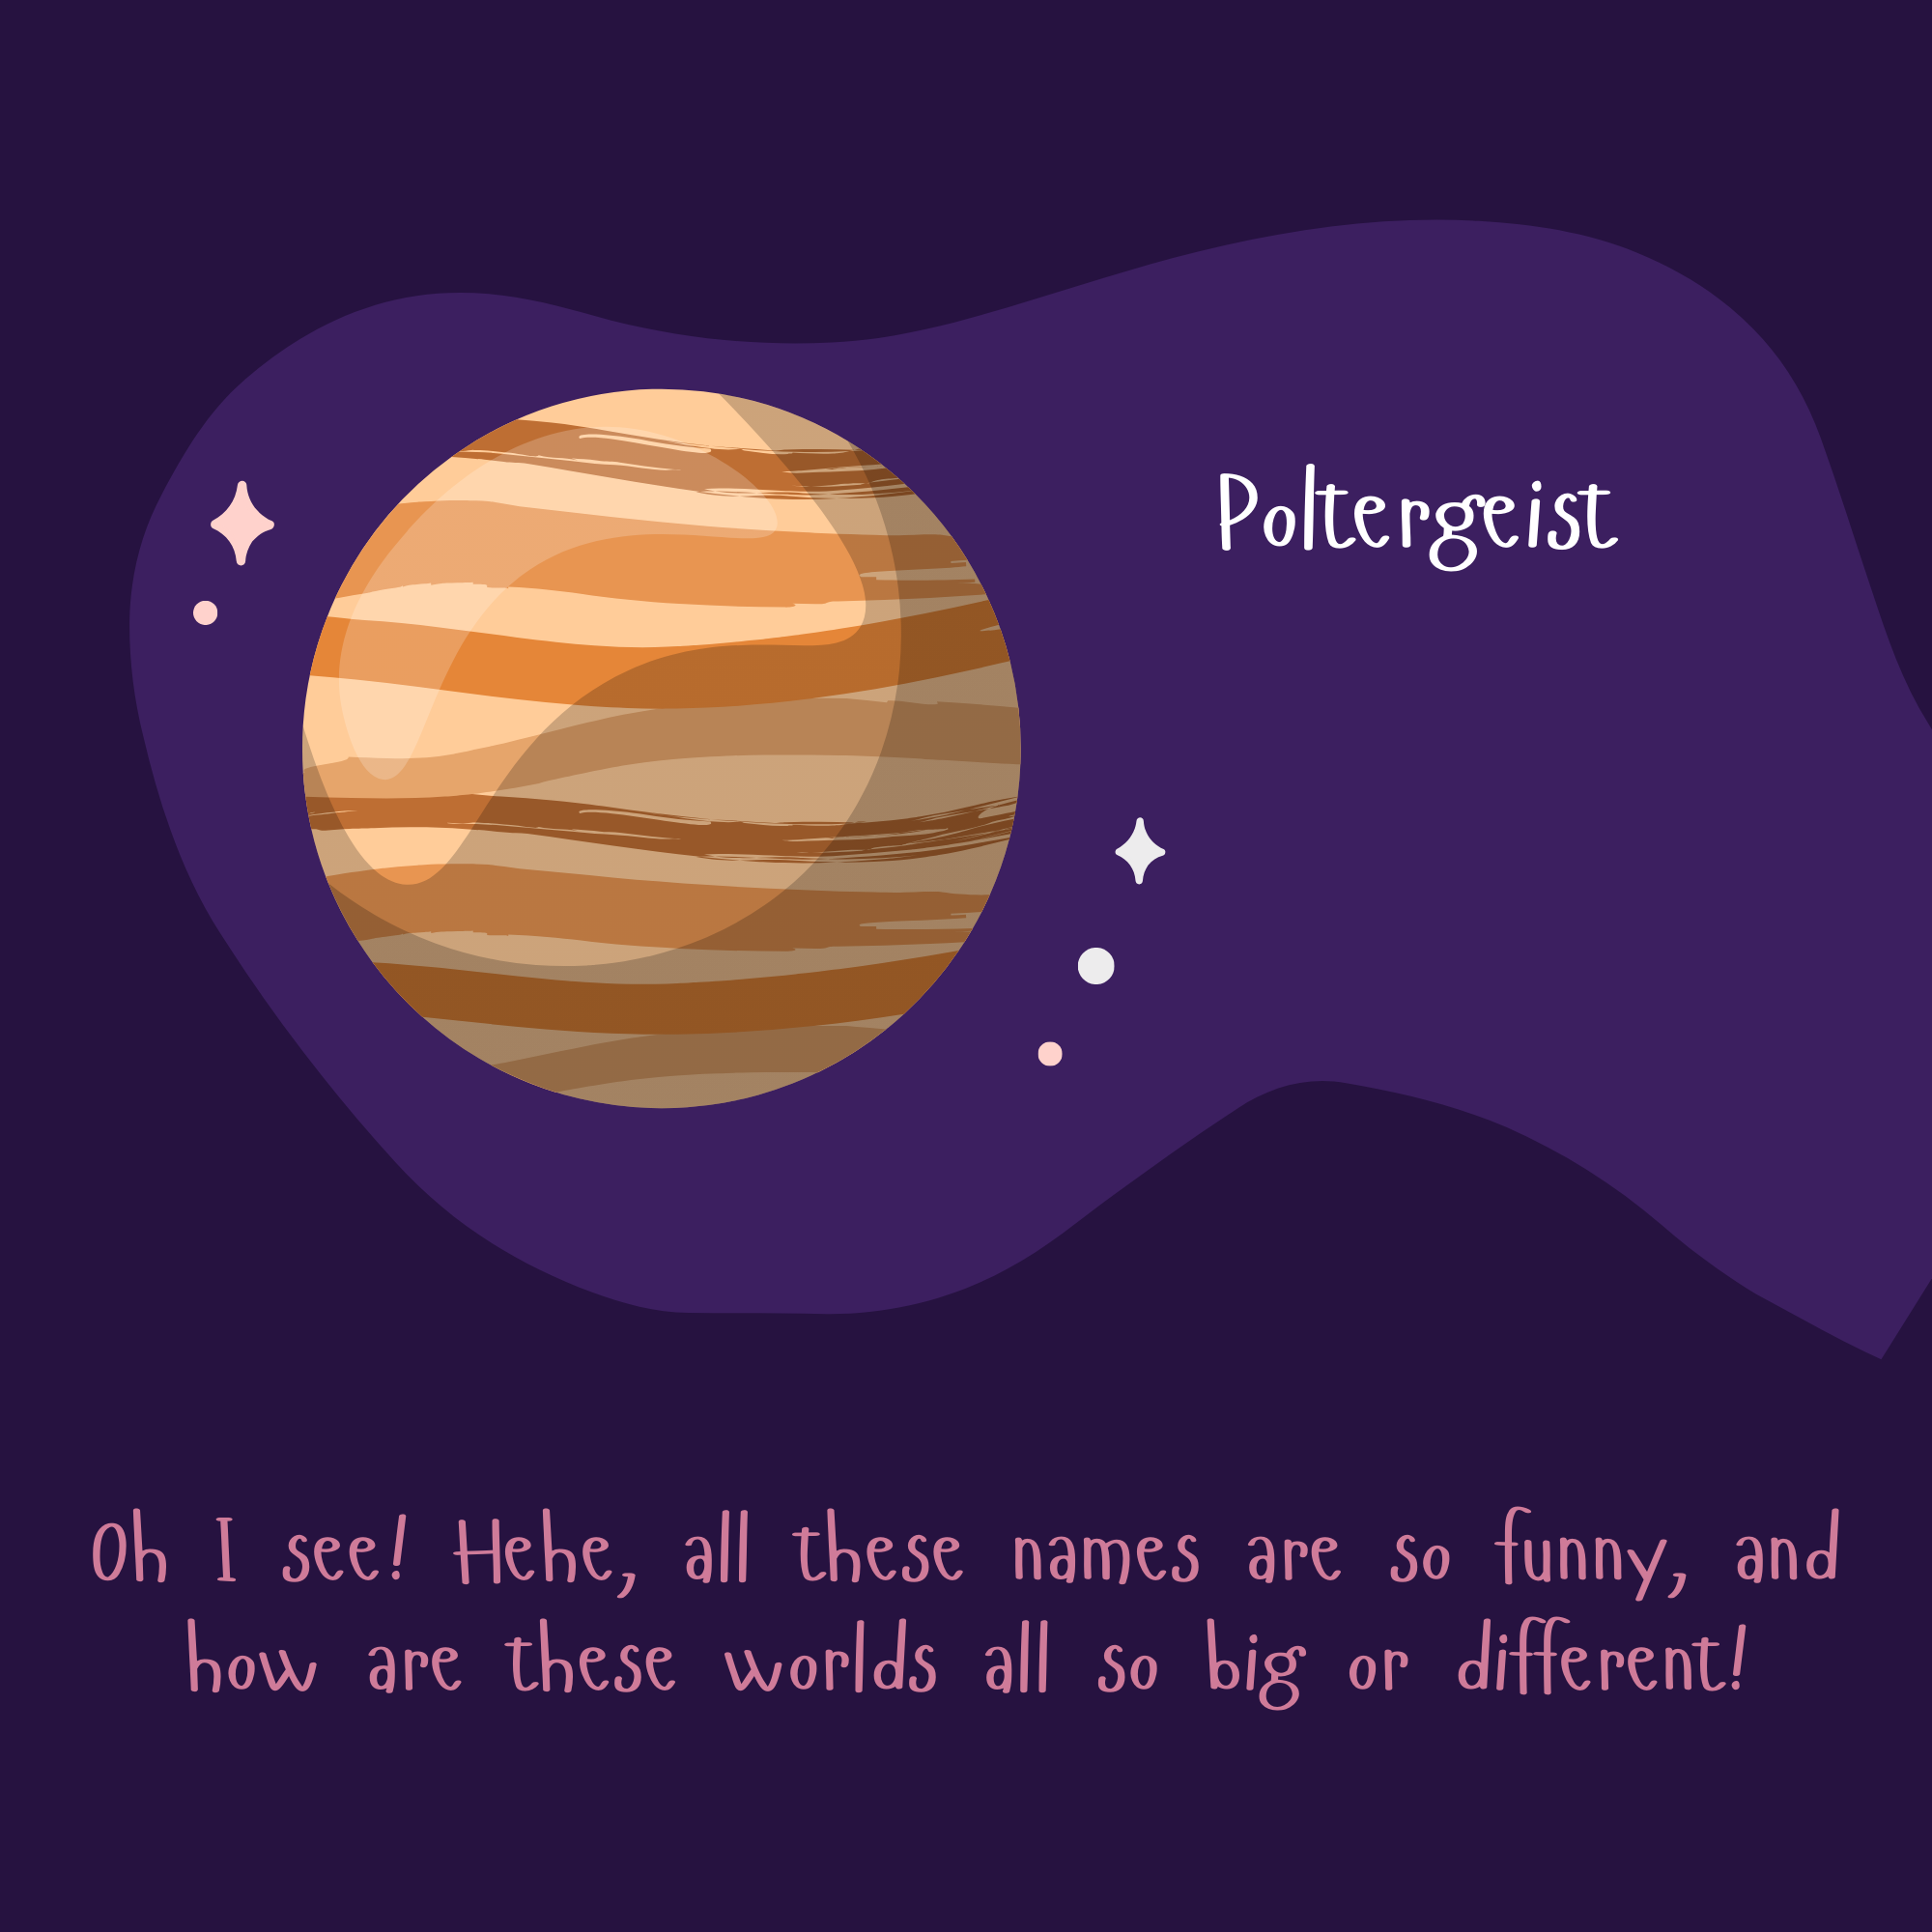 Poltergeist
Oh I see! Hehe, all these names are so funny, and
how are these worlds all so big or different!